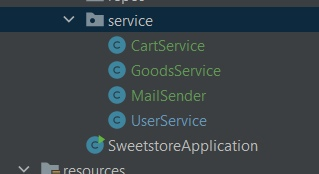 service
CartService
GoodsService
MailSender
UserService
SweetstoreApplication
resources